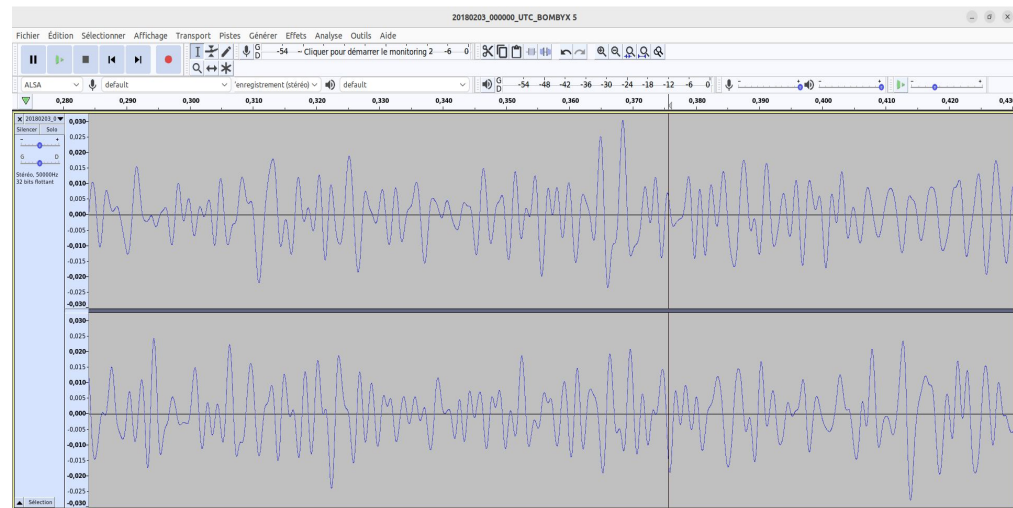 20180203_000000_UTC_BOMBYX 5
Fichier Édition Sélectionner Affichage Transport Pistes Générer Effets Analyse Outils Aide
G D -54 - Cliquer pour démarrer le monitoring 2 -6 0
ALSA default 'enregistrement (stéréo) default G D -54 -48 -42 -36 -30 -24 -18 -12 -6 0
0,280 0,290 0,300 0,310 0,320 0,330 0,340 0,350 0,360 0,370 0,380 0,390 0,400 0,410 0,420 0,43
× 20180203_0
Silencer Solo
- +
G D
Stéréo, 50000Hz
32 bits flottant
0,030
0,025
0,020
0,015
0,010
0,005
0,000
-0,005
-0,010
-0,015
-0,020
-0,025
-0,030
0,030
0,025
0,020
0,015
0,010
0,005
0,000
-0,005
-0,010
-0,015
-0,020
-0,025
-0,030
Sélection